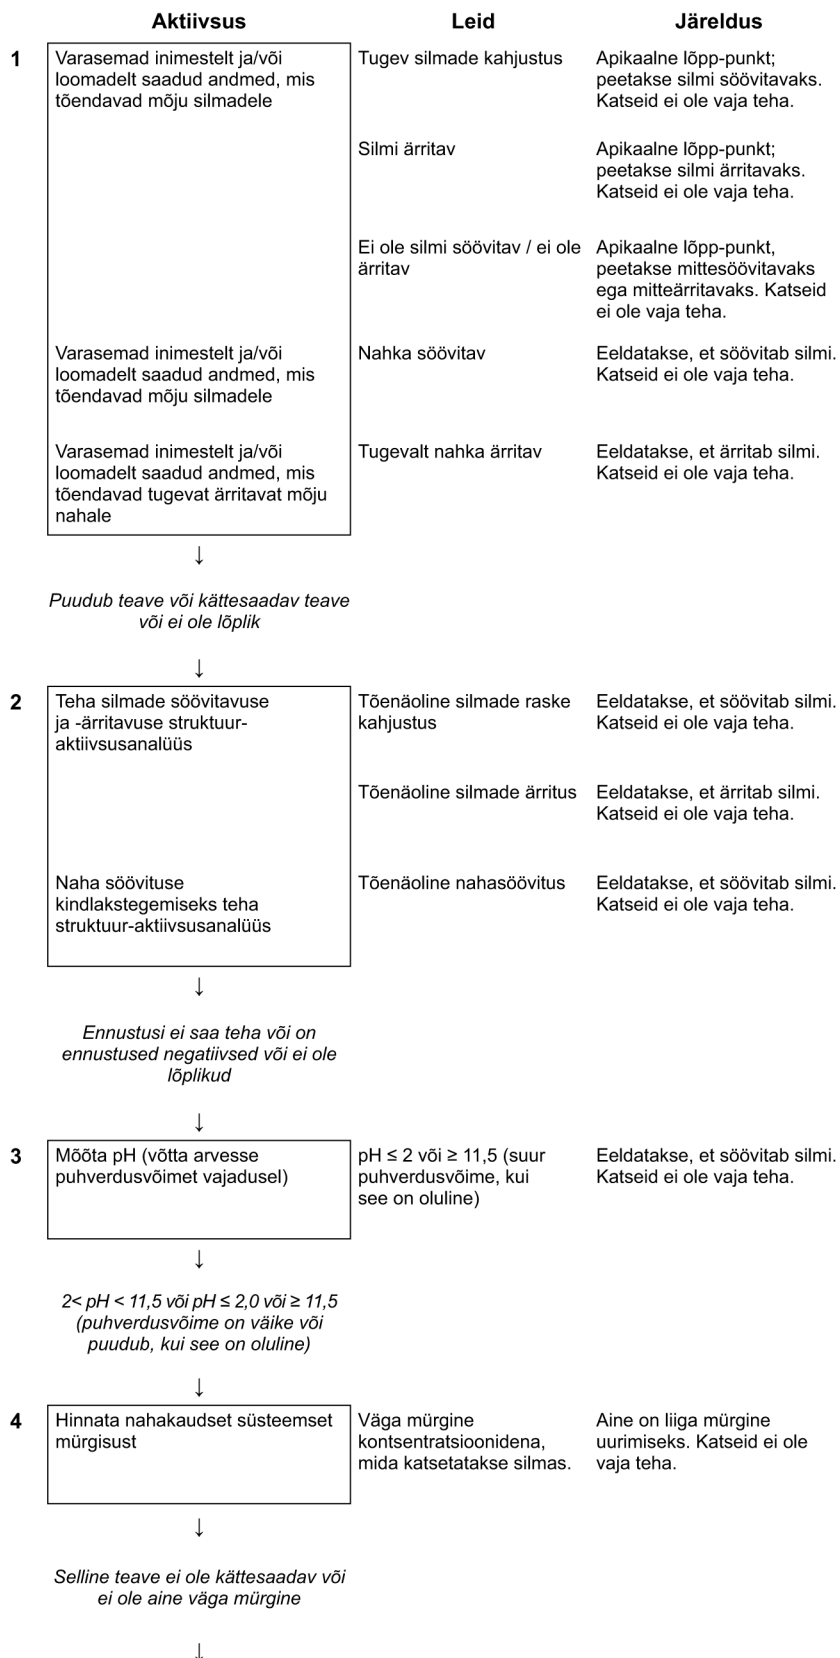 Aktiivsus Leid Järeldus
1 Varasemad inimestelt ja/või Tugev silmade kahjustus Apikaalne lõpp-punkt;
loomadelt saadud andmed, mis peetakse silmi söövitavaks.
tõendavad mõju silmadele Katseid ei ole vaja teha.
Silmi ärritav Apikaalne lõpp-punkt;
peetakse silmi ärritavaks.
Katseid ei ole vaja teha.
Ei ole silmi söövitav / ei ole Apikaalne lõpp-punkt,
ärritav peetakse mittesöövitavaks
ega mitteärritavaks. Katseid
ei ole vaja teha.
Varasemad inimestelt ja/või Nahka söövitav Eeldatakse, et söövitab silmi.
loomadelt saadud andmed, mis Katseid ei ole vaja teha.
tõendavad mõju silmadele
Varasemad inimestelt ja/või Tugevalt nahka ärritav Eeldatakse, et ärritab silmi.
loomadelt saadud andmed, mis Katseid ei ole vaja teha.
tõendavad tugevat ärritavat mõju
nahale
↓
Puudub teave või kättesaadav teave
või ei ole lõplik
↓
2 Teha silmade söövitavuse Tõenäoline silmade raske Eeldatakse, et söövitab silmi.
ja -ärritavuse struktuur- kahjustus Katseid ei ole vaja teha.
aktiivsusanalüüs
Tõenäoline silmade ärritus Eeldatakse, et ärritab silmi.
Katseid ei ole vaja teha.
Naha söövituse Tõenäoline nahasöövitus Eeldatakse, et söövitab silmi.
kindlakstegemiseks teha Katseid ei ole vaja teha.
struktuur-aktiivsusanalüüs
↓
Ennustusi ei saa teha või on
ennustused negatiivsed või ei ole
lõplikud
↓
3 Mõõta pH (võtta arvesse pH ≤ 2 või ≥ 11,5 (suur Eeldatakse, et söövitab silmi.
puhverdusvõimet vajadusel) puhverdusvõime, kui Katseid ei ole vaja teha.
see on oluline)
↓
2< pH < 11,5 või pH ≤ 2,0 või ≥ 11,5
(puhverdusvõime on väike või
puudub, kui see on oluline)
↓
4 Hinnata nahakaudset süsteemset Väga mürgine Aine on liiga mürgine
mürgisust kontsentratsioonidena, uurimiseks. Katseid ei ole
mida katsetatakse silmas. vaja teha.
↓
Selline teave ei ole kättesaadav või
ei ole aine väga mürgine
↓